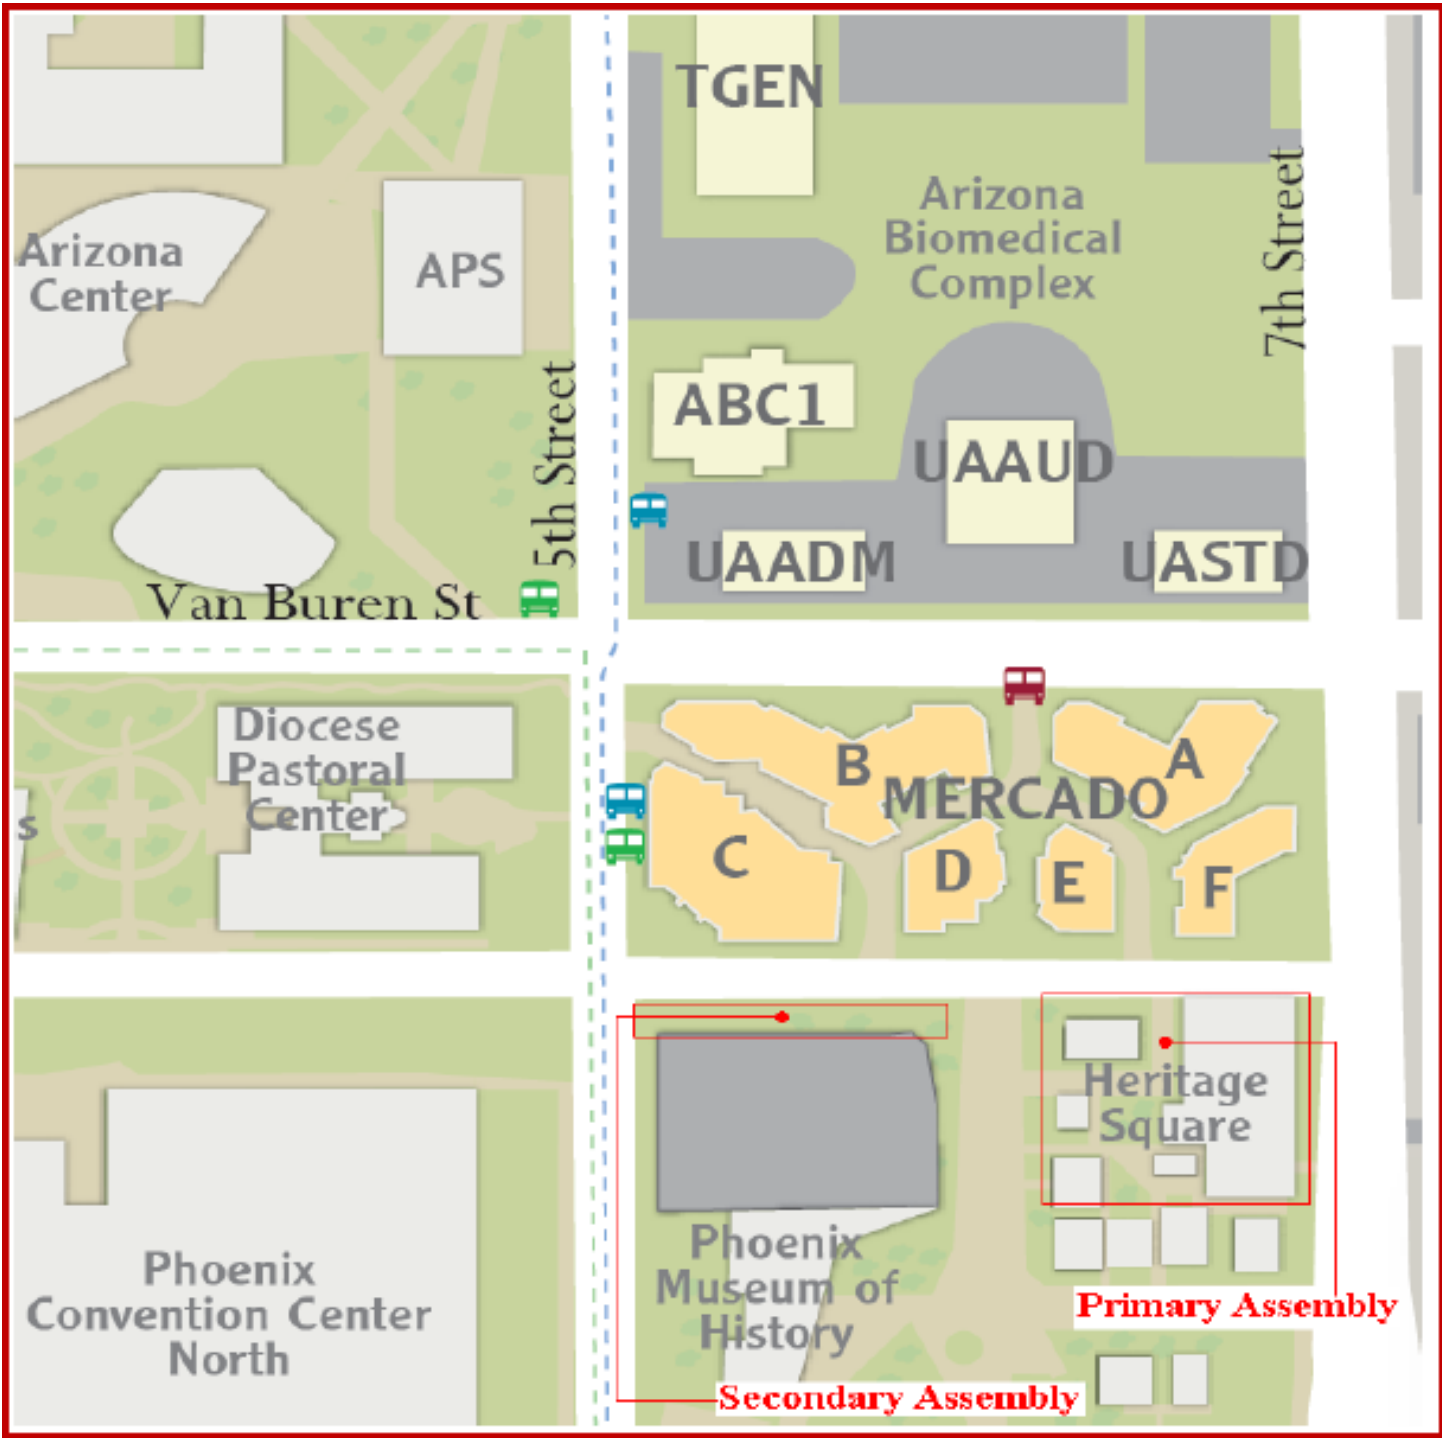 TGEN
Arizona
Biomedical
Complex
7th Street
Arizona
Center
APS
5th Street
ABC1
UAAUD
UAADM
UASTD
Van Buren St
Diocese
Pastoral
Center
s
B
A
MERCADO
C
D
E
F
Heritage
Square
Phoenix
Museum of
History
Phoenix
Convention Center
North
Primary Assembly
Secondary Assembly